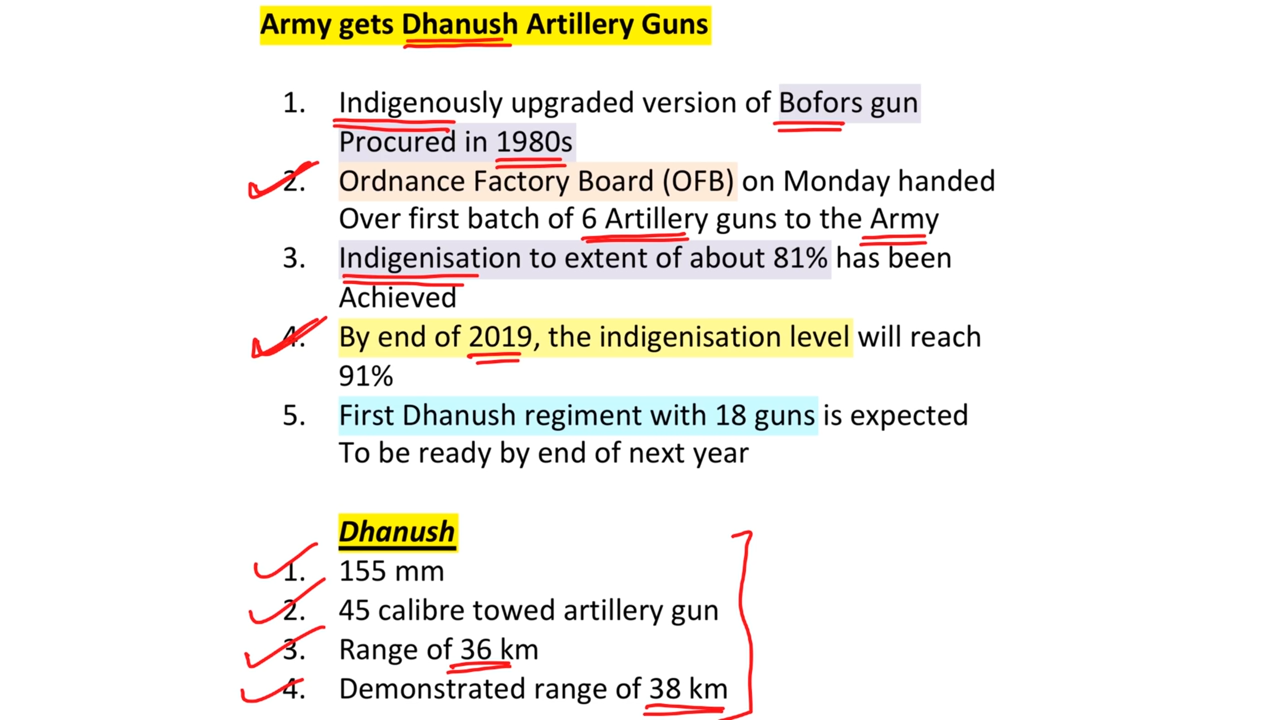 Army gets Dhanush Artillery Guns
1. Indigenously upgraded version of Bofors gun
Procured in 1980s
2. Ordnance Factory Board (OFB) on Monday handed
Over first batch of 6 Artillery guns to the Army
3. Indigenisation to extent of about 81% has been
Achieved
4. By end of 2019, the indigenisation level will reach
91%
5. First Dhanush regiment with 18 guns is expected
To be ready by end of next year
Dhanush
1. 155 mm
2. 45 calibre towed artillery gun
3. Range of 36 km
4. Demonstrated range of 38 km